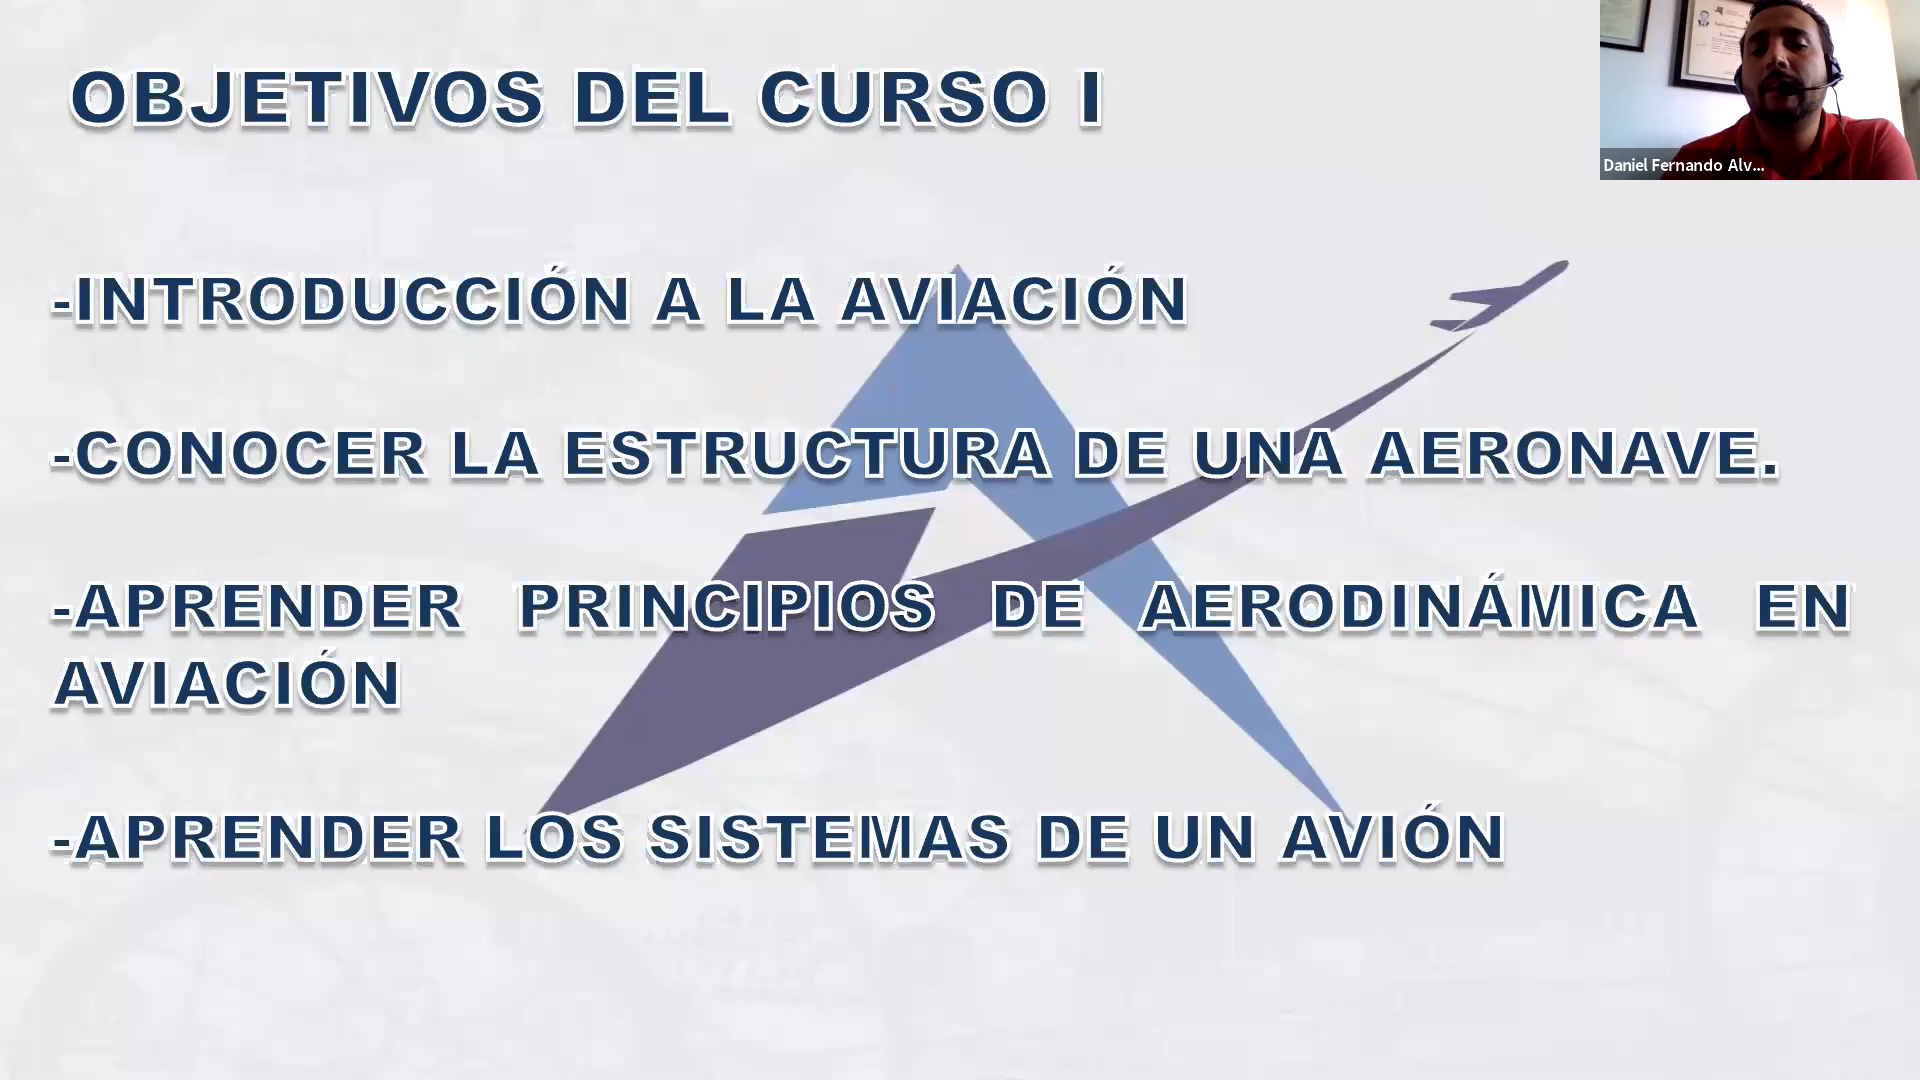 OBJETIVOS DEL CURSO I
Daniel Fernando Alv...
-INTRODUCCIÓN A LA AVIACIÓN
-CONOCER LA ESTRUCTURA DE UNA AERONAVE.
-APRENDER PRINCIPIOS DE AERODINÁMICA EN
AVIACIÓN
-APRENDER LOS SISTEMAS DE UN AVIÓN